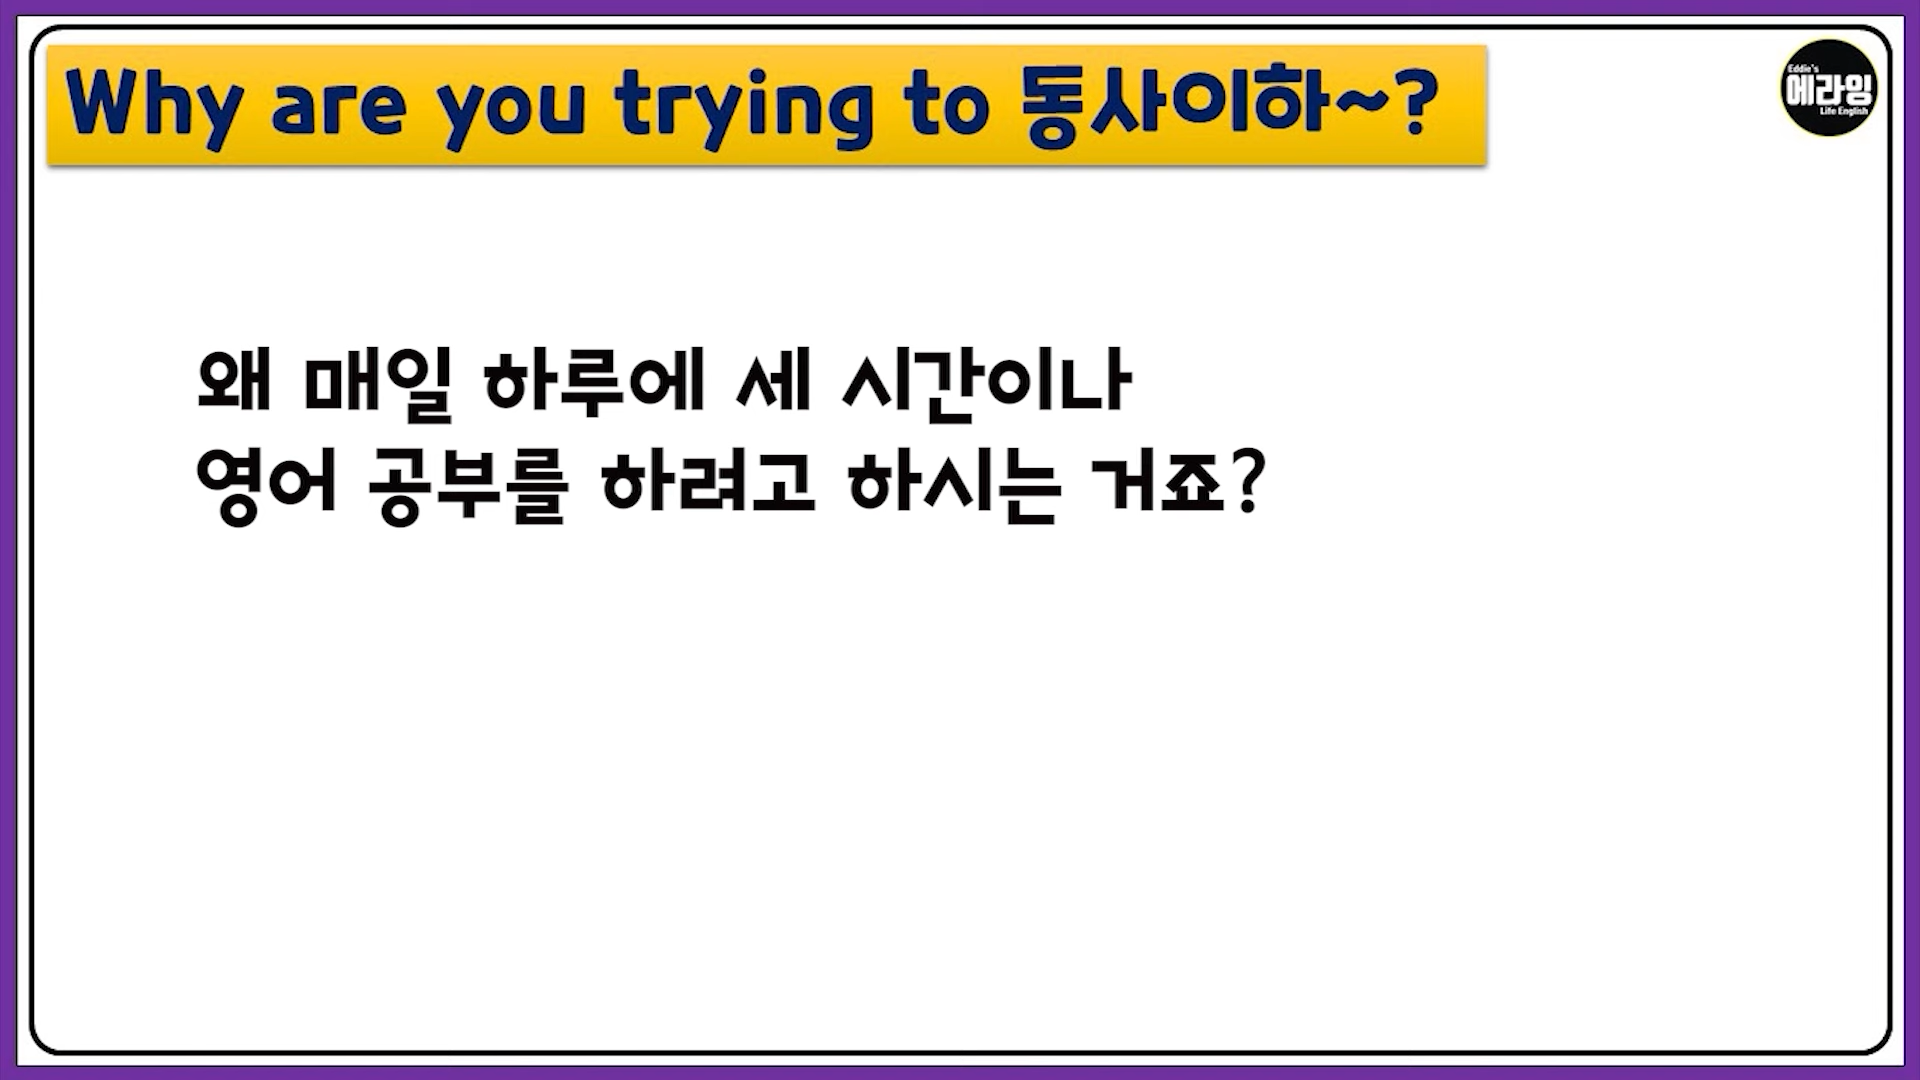 Why are you trying to 동사이하~?
Eddie's
에라잉
Life English
왜 매일 하루에 세 시간이나
영어 공부를 하려고 하시는 거죠?